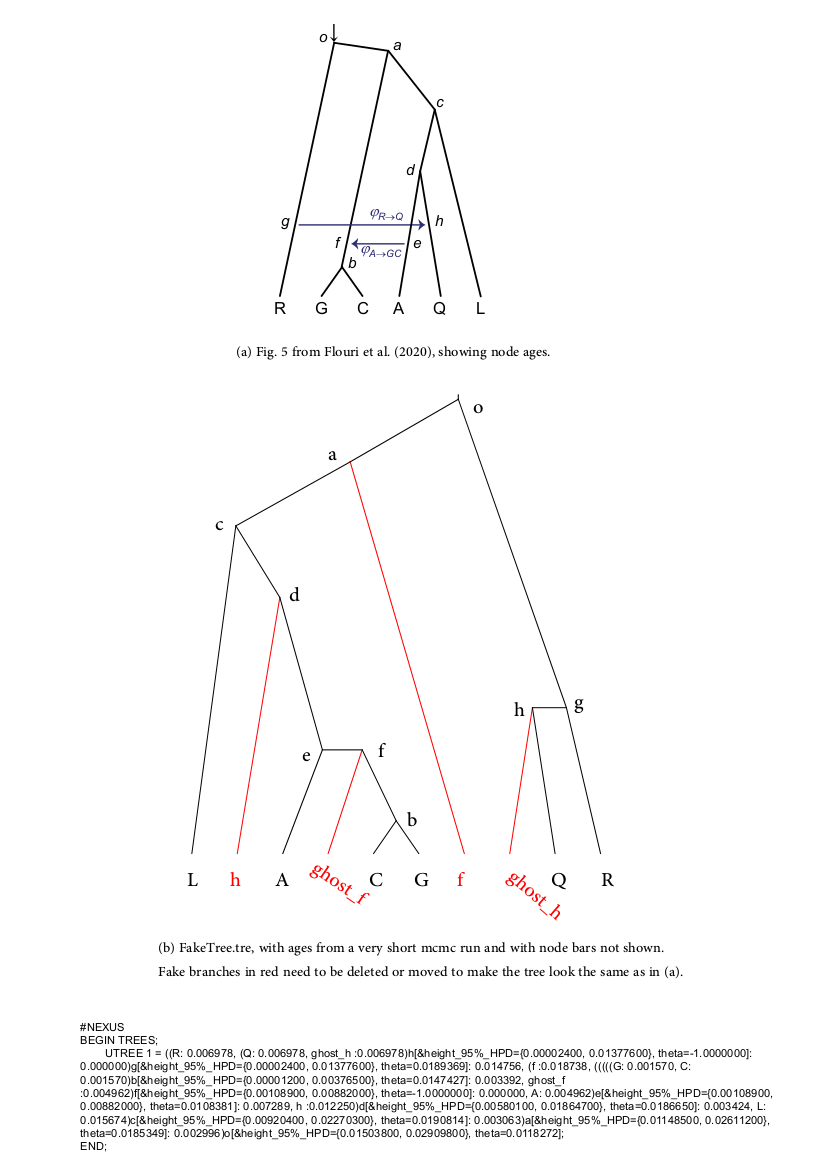 o
a
c
d
g
φR→Q
h
f
e
φA→GC
b
R G C A Q L
(a) Fig. 5 from Flouri et al. (2020), showing node ages.
o
a
c
d
h g
e f
b
L h A ghost_f C G f ghost_h Q R
(b) FakeTree.tre, with ages from a very short mcmc run and with node bars not shown.
Fake branches in red need to be deleted or moved to make the tree look the same as in (a).
#NEXUS
BEGIN TREES;
UTREE 1 = ((R: 0.006978, (Q: 0.006978, ghost_h :0.006978)h[&height_95%_HPD={0.00002400, 0.01377600}, theta=-1.0000000]:
0.000000)g[&height_95%_HPD={0.00002400, 0.01377600}, theta=0.0189369]: 0.014756, (f :0.018738, (((((G: 0.001570, C:
0.001570)b[&height_95%_HPD={0.00001200, 0.00376500}, theta=0.0147427]: 0.003392, ghost_f
:0.004962)f[&height_95%_HPD={0.00108900, 0.00882000}, theta=-1.0000000]: 0.000000, A: 0.004962)e[&height_95%_HPD={0.00108900,
0.00882000}, theta=0.0108381]: 0.007289, h :0.012250)d[&height_95%_HPD={0.00580100, 0.01864700}, theta=0.0186650]: 0.003424, L:
0.015674)c[&height_95%_HPD={0.00920400, 0.02270300}, theta=0.0190814]: 0.003063)a[&height_95%_HPD={0.01148500, 0.02611200},
theta=0.0185349]: 0.002996)o[&height_95%_HPD={0.01503800, 0.02909800}, theta=0.0118272];
END;